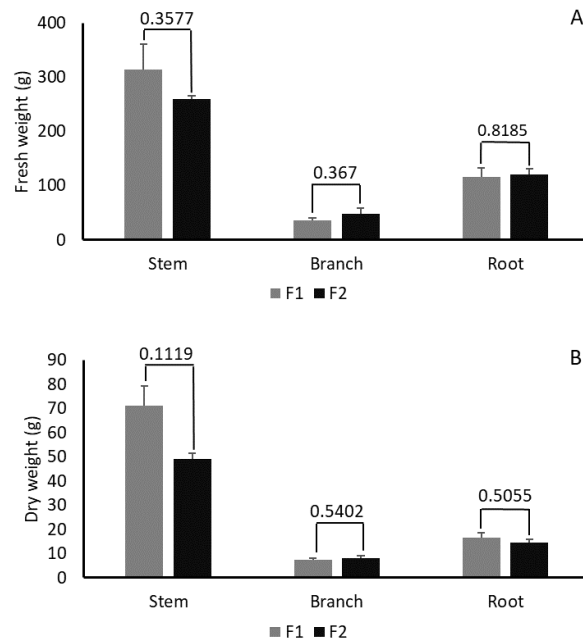 A
Fresh weight (g)
400
300
200
100
0
0.3577
0.367
0.8185
Stem Branch Root
F1 F2
B
Dry weight (g)
90
80
70
60
50
40
30
20
10
0
0.1119
0.5402
0.5055
Stem Branch Root
F1 F2